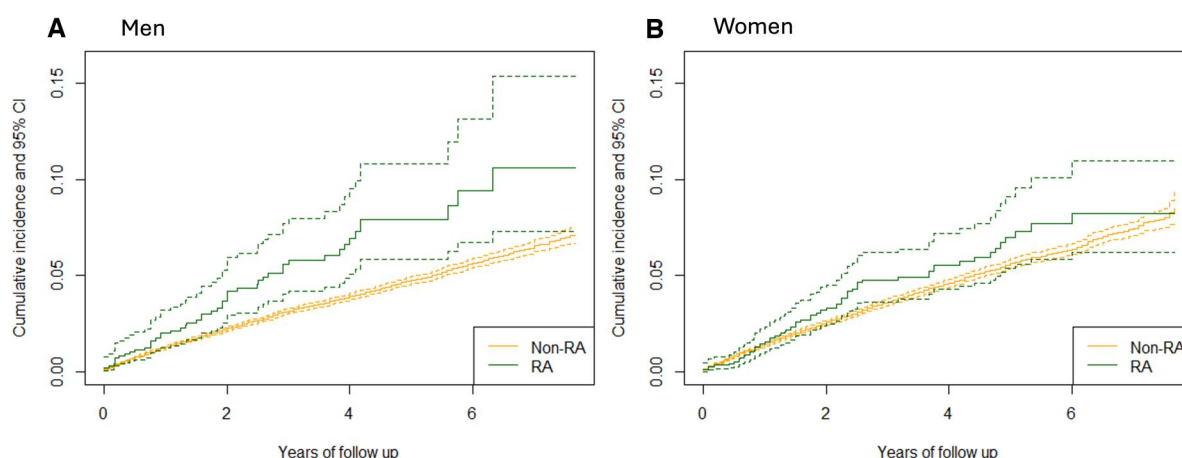 A Men
Cumulative incidence and 95% CI
0.15
0.10
0.05
0.00
Non-RA
RA
0 2 4 6
Years of follow up
B Women
Cumulative incidence and 95% CI
0.15
0.10
0.05
0.00
Non-RA
RA
0 2 4 6
Years of follow up